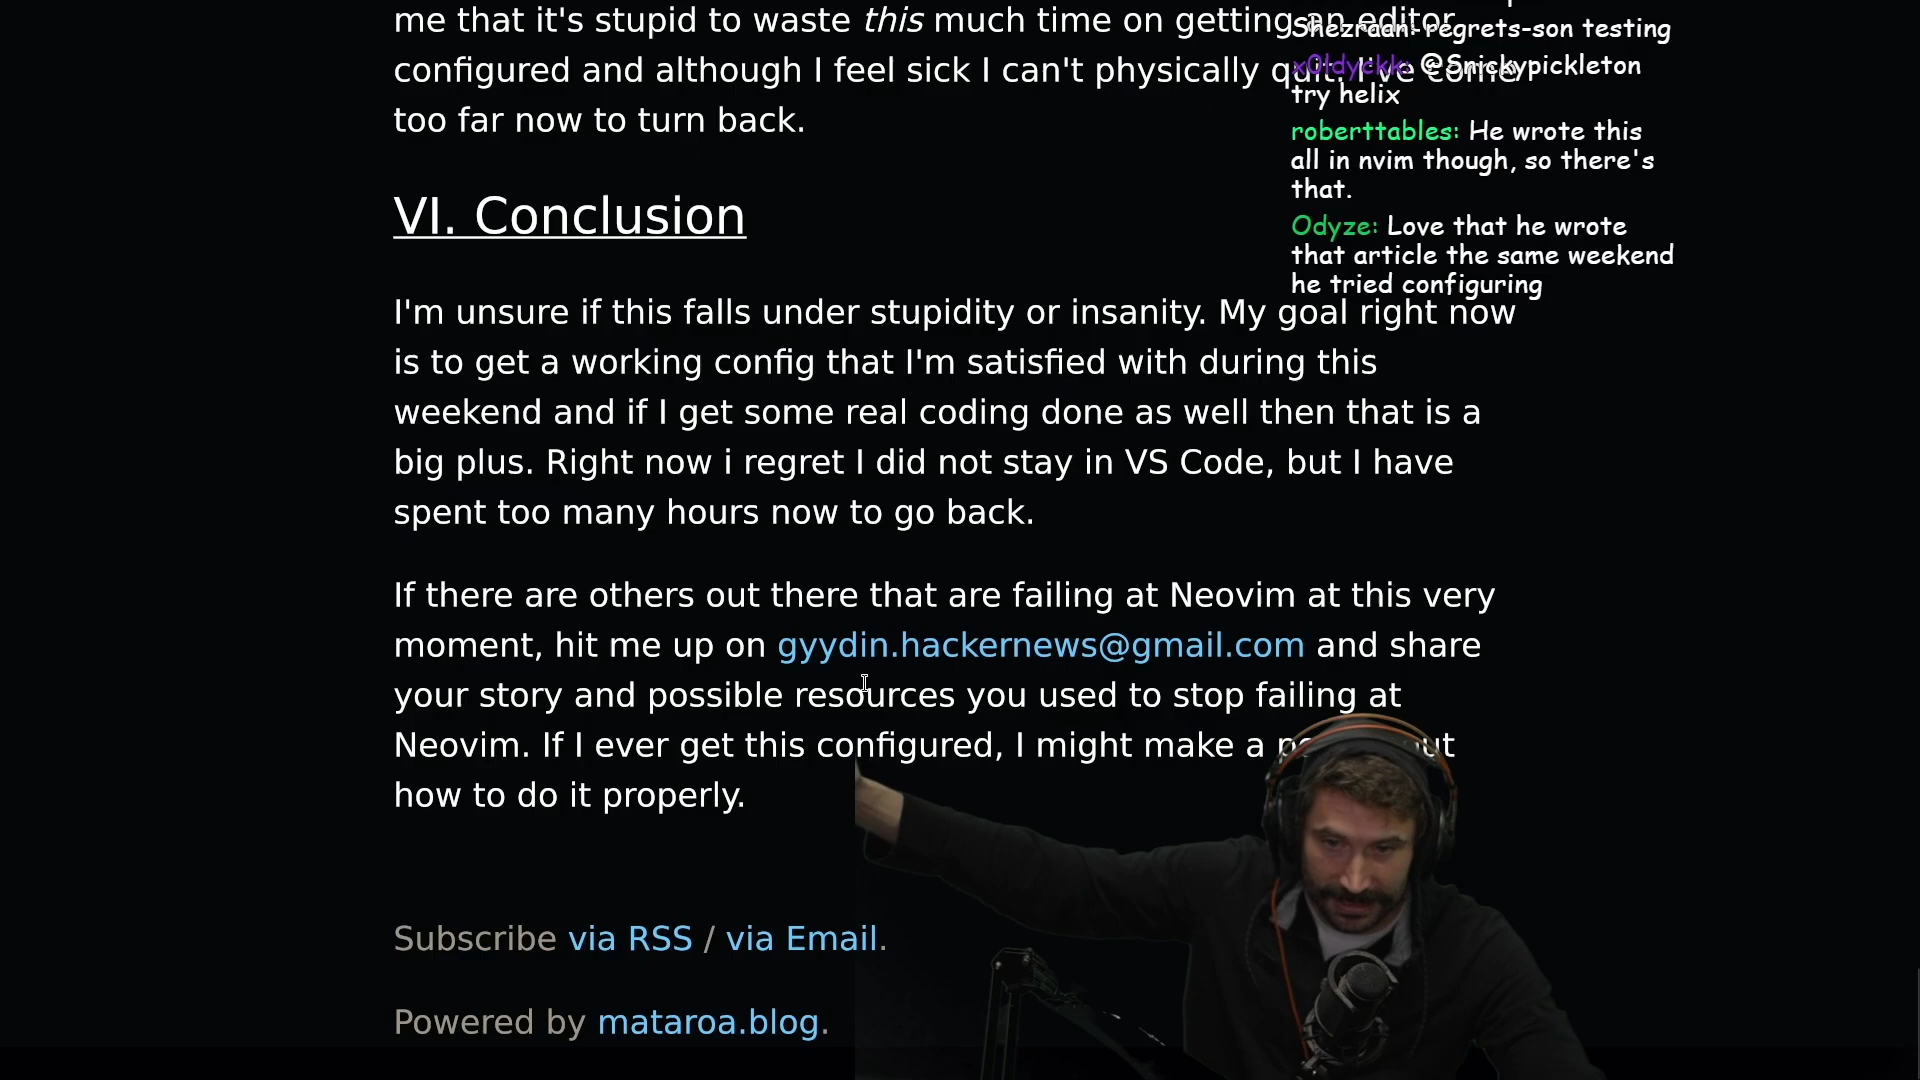 me that it's stupid to waste this much time on getting an editor
configured and although I feel sick I can't physically quit. I've come
too far now to turn back.
VI. Conclusion
I'm unsure if this falls under stupidity or insanity. My goal right now
is to get a working config that I'm satisfied with during this
weekend and if I get some real coding done as well then that is a
big plus. Right now i regret I did not stay in VS Code, but I have
spent too many hours now to go back.
If there are others out there that are failing at Neovim at this very
moment, hit me up on gyydin.hackernews@gmail.com and share
your story and possible resources you used to stop failing at
Neovim. If I ever get this configured, I might make a
how to do it properly.
Subscribe via RSS / via Email.
Powered by mataroa.blog.
regrets-son testing
@Snickypickleton
try helix
roberttables: He wrote this
all in nvim though, so there's
that.
Odyze: Love that he wrote
that article the same weekend
he tried configuring